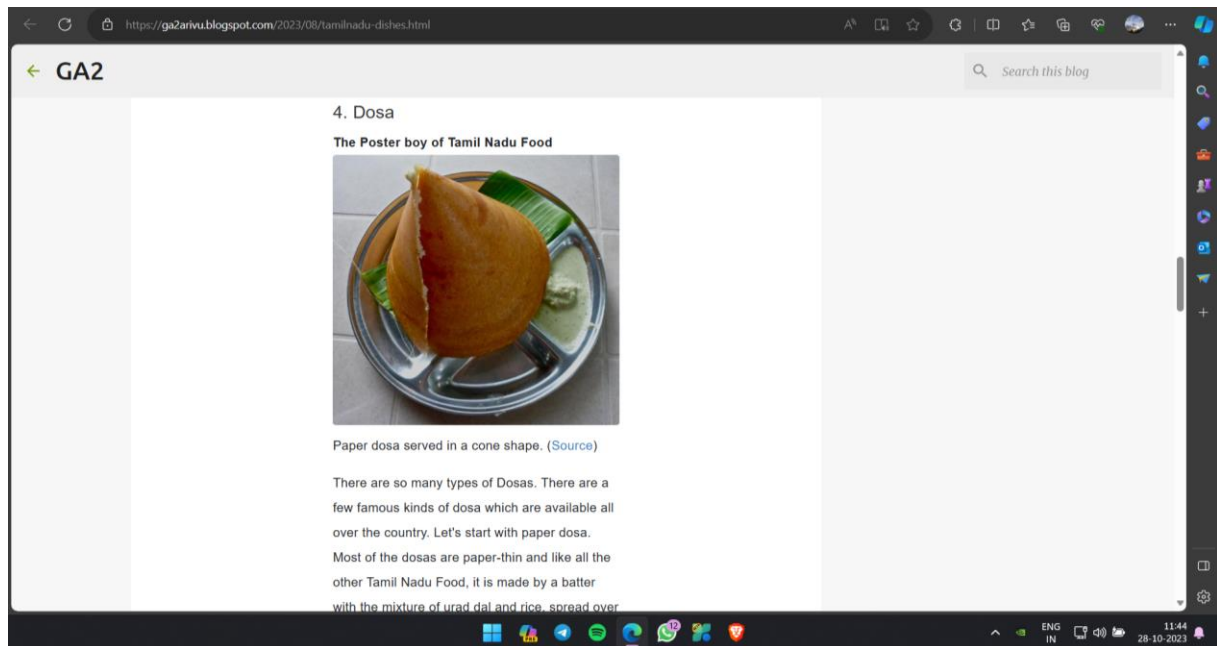 https://ga2arivu.blogspot.com/2023/08/tamilnadu-dishes.html
GA2
Search this blog
4. Dosa
The Poster boy of Tamil Nadu Food
Paper dosa served in a cone shape. (Source)
There are so many types of Dosas. There are a
few famous kinds of dosa which are available all
over the country. Let's start with paper dosa.
Most of the dosas are paper-thin and like all the
other Tamil Nadu Food, it is made by a batter
with the mixture of urad dal and rice, spread over
12
ENG
IN
11:44
28-10-2023